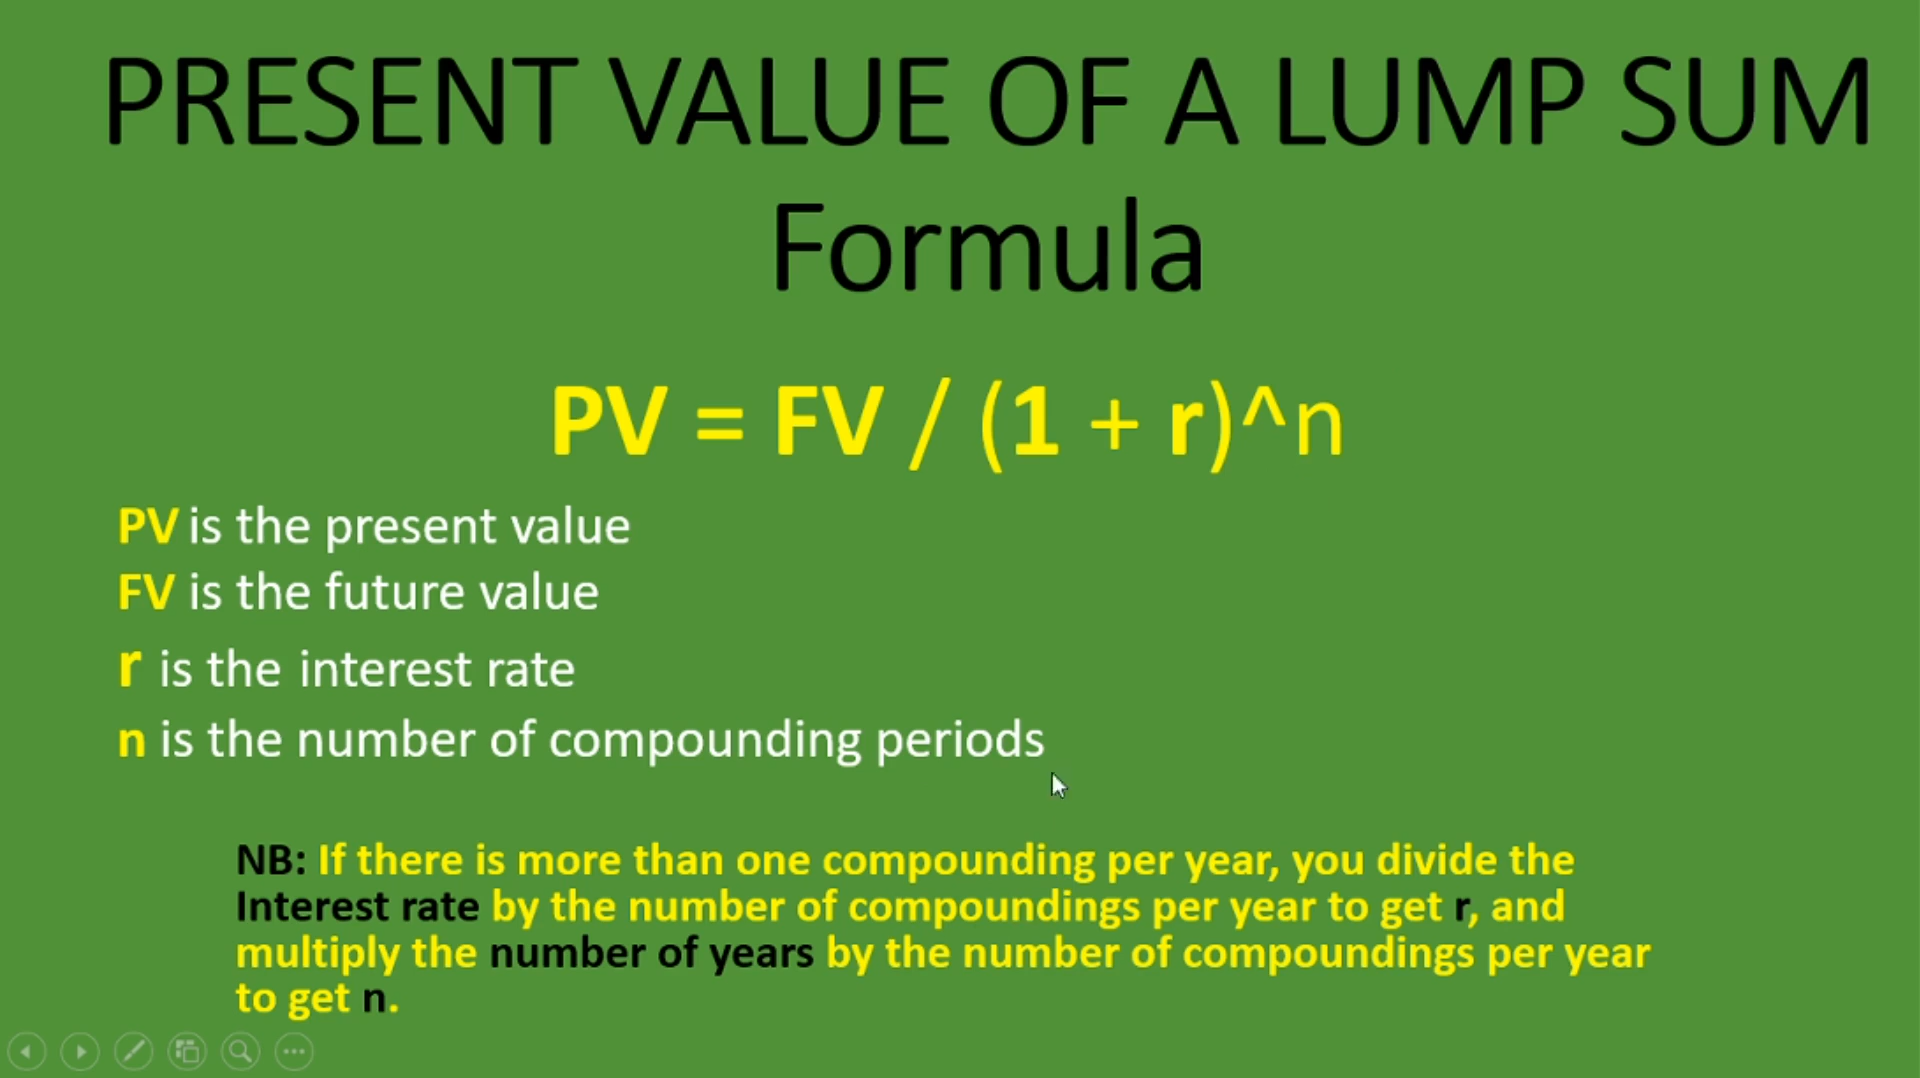 PRESENT VALUE OF A LUMP SUM
Formula
PV = FV / (1 + r)^n
PV is the present value
FV is the future value
r is the interest rate
n is the number of compounding periods
NB: If there is more than one compounding per year, you divide the
Interest rate by the number of compoundings per year to get r, and
multiply the number of years by the number of compoundings per year
to get n.